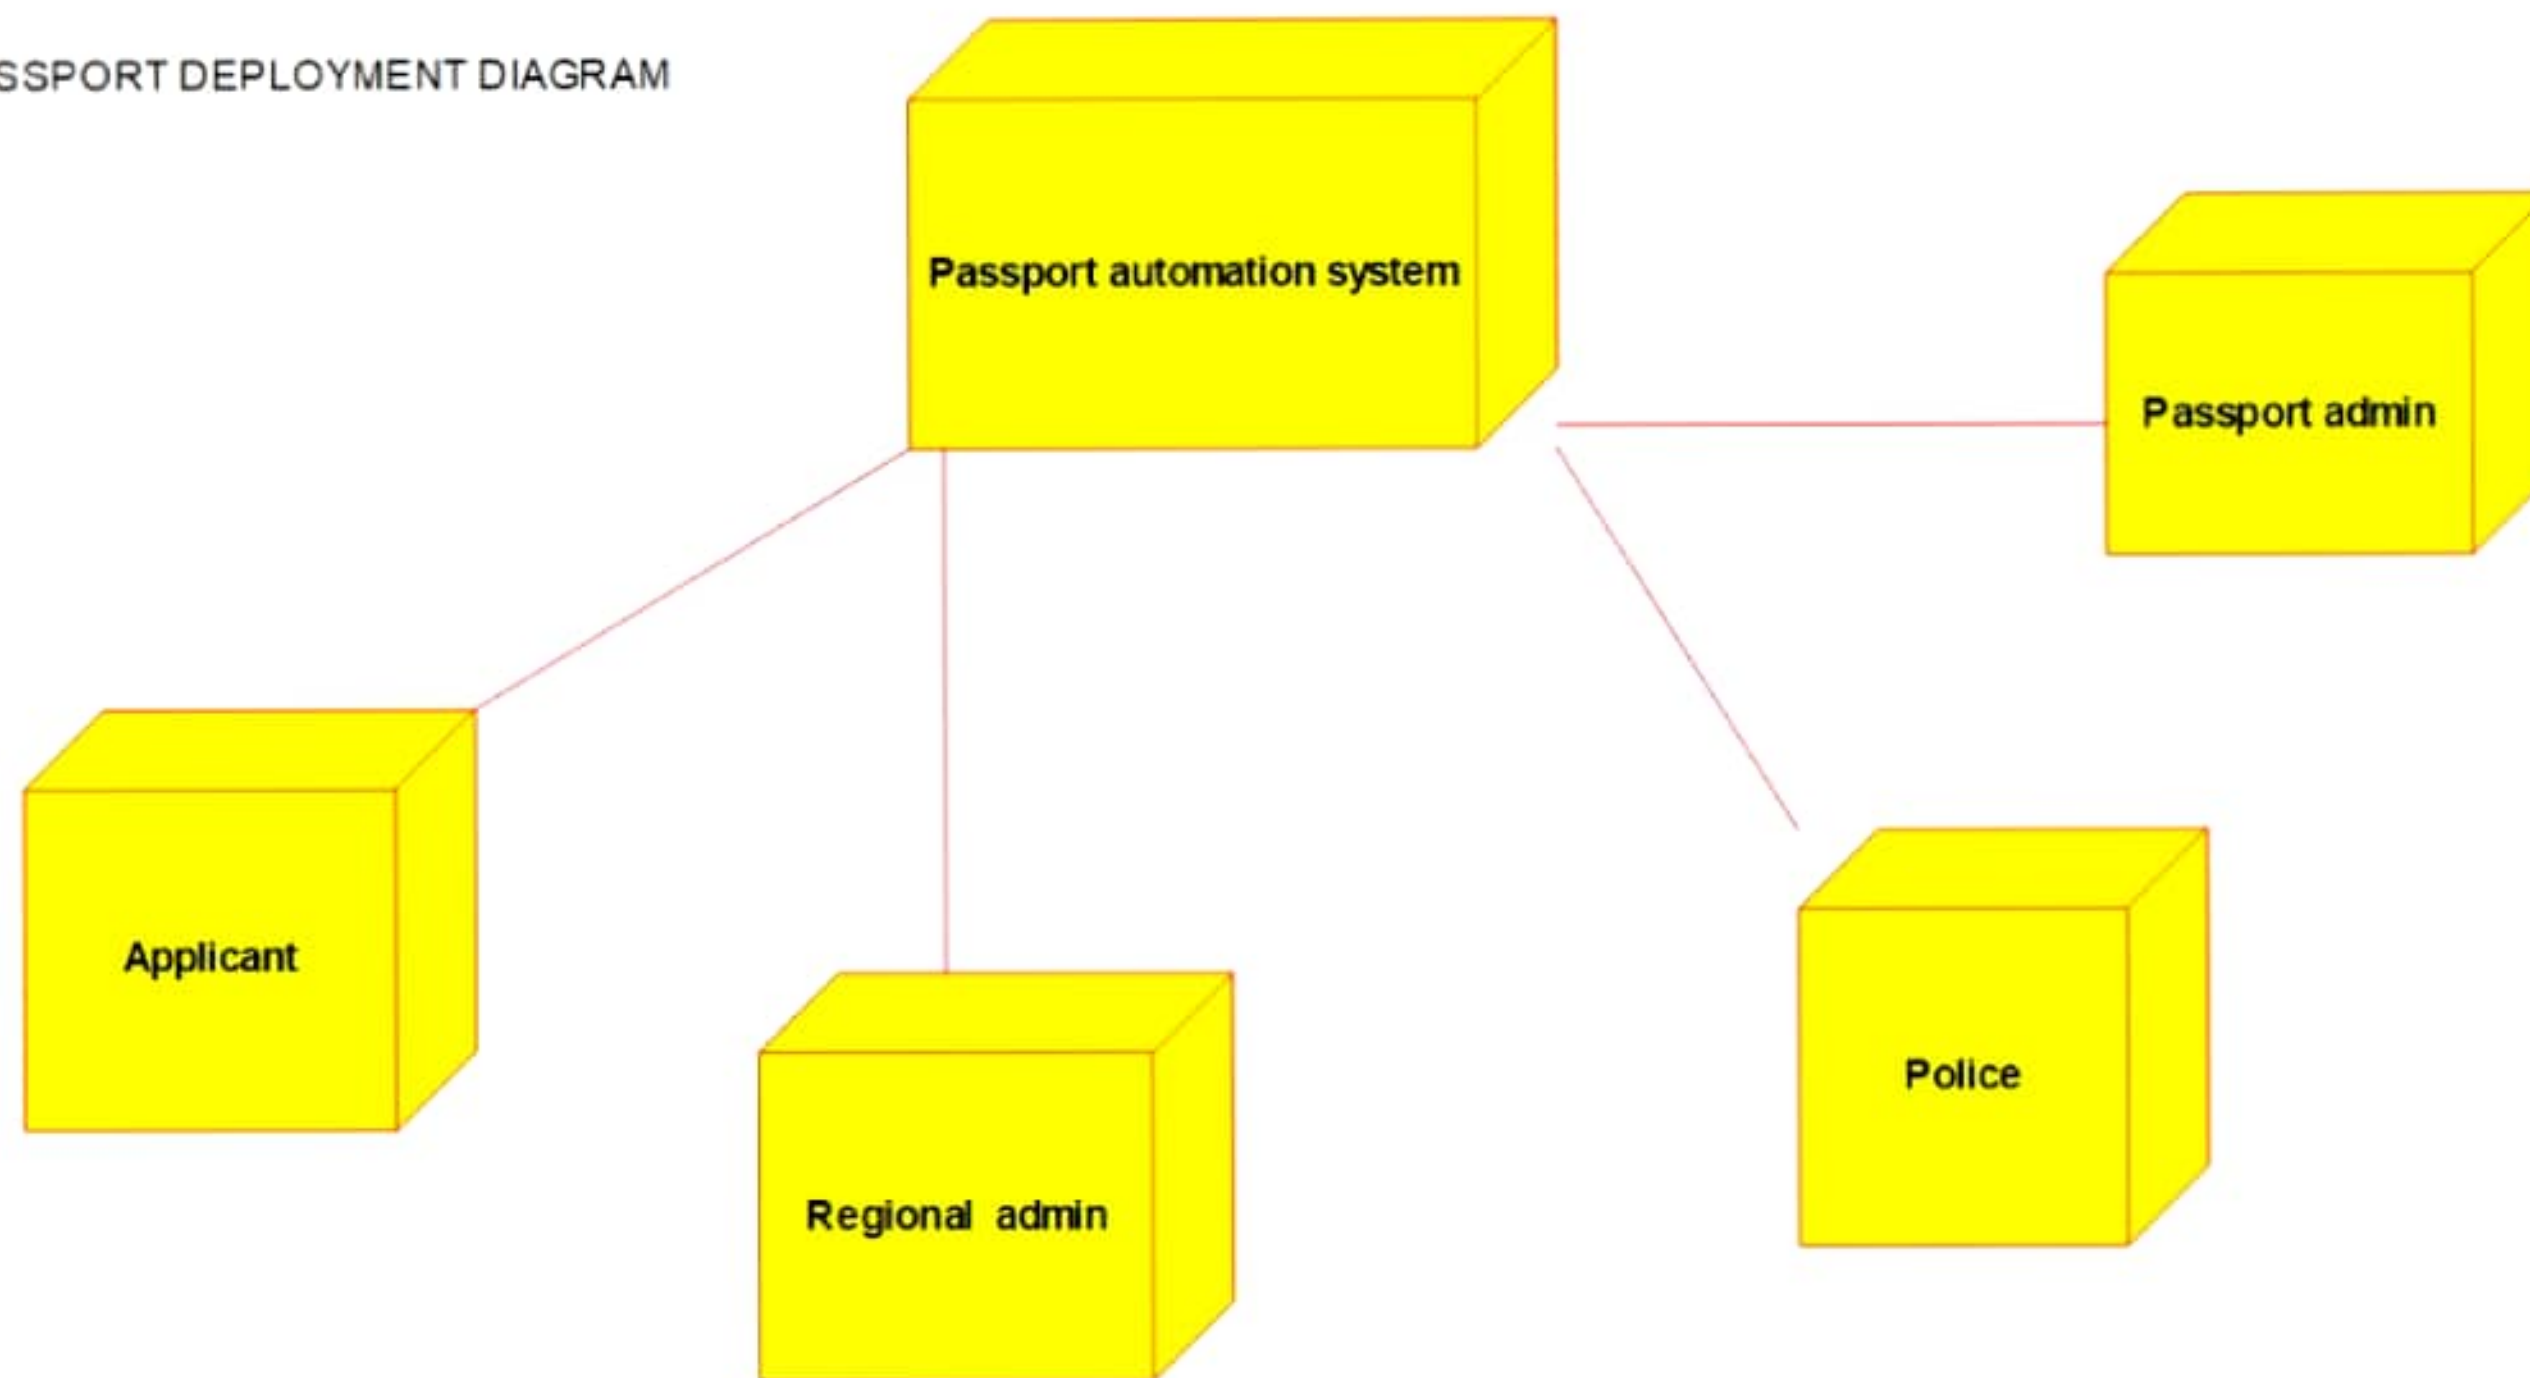 SSPORT DEPLOYMENT DIAGRAM
Passport automation system
Passport admin
Applicant
Police
Regional admin